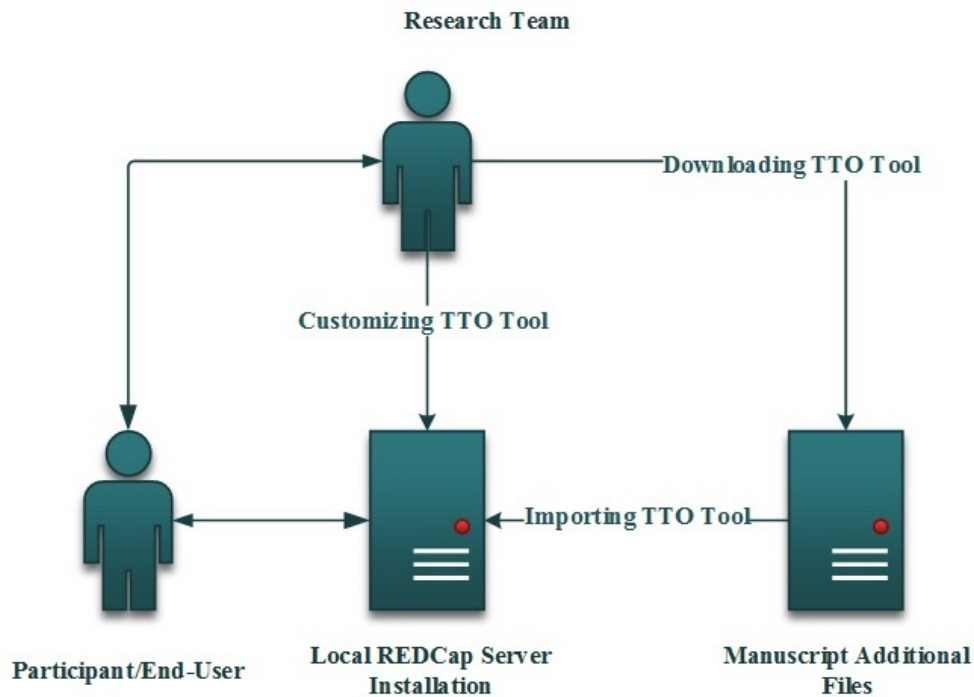 Research Team
Downloading TTO Tool
Customizing TTO Tool
Importing TTO Tool
Participant/End-User
Local REDCap Server
Installation
Manuscript Additional
Files